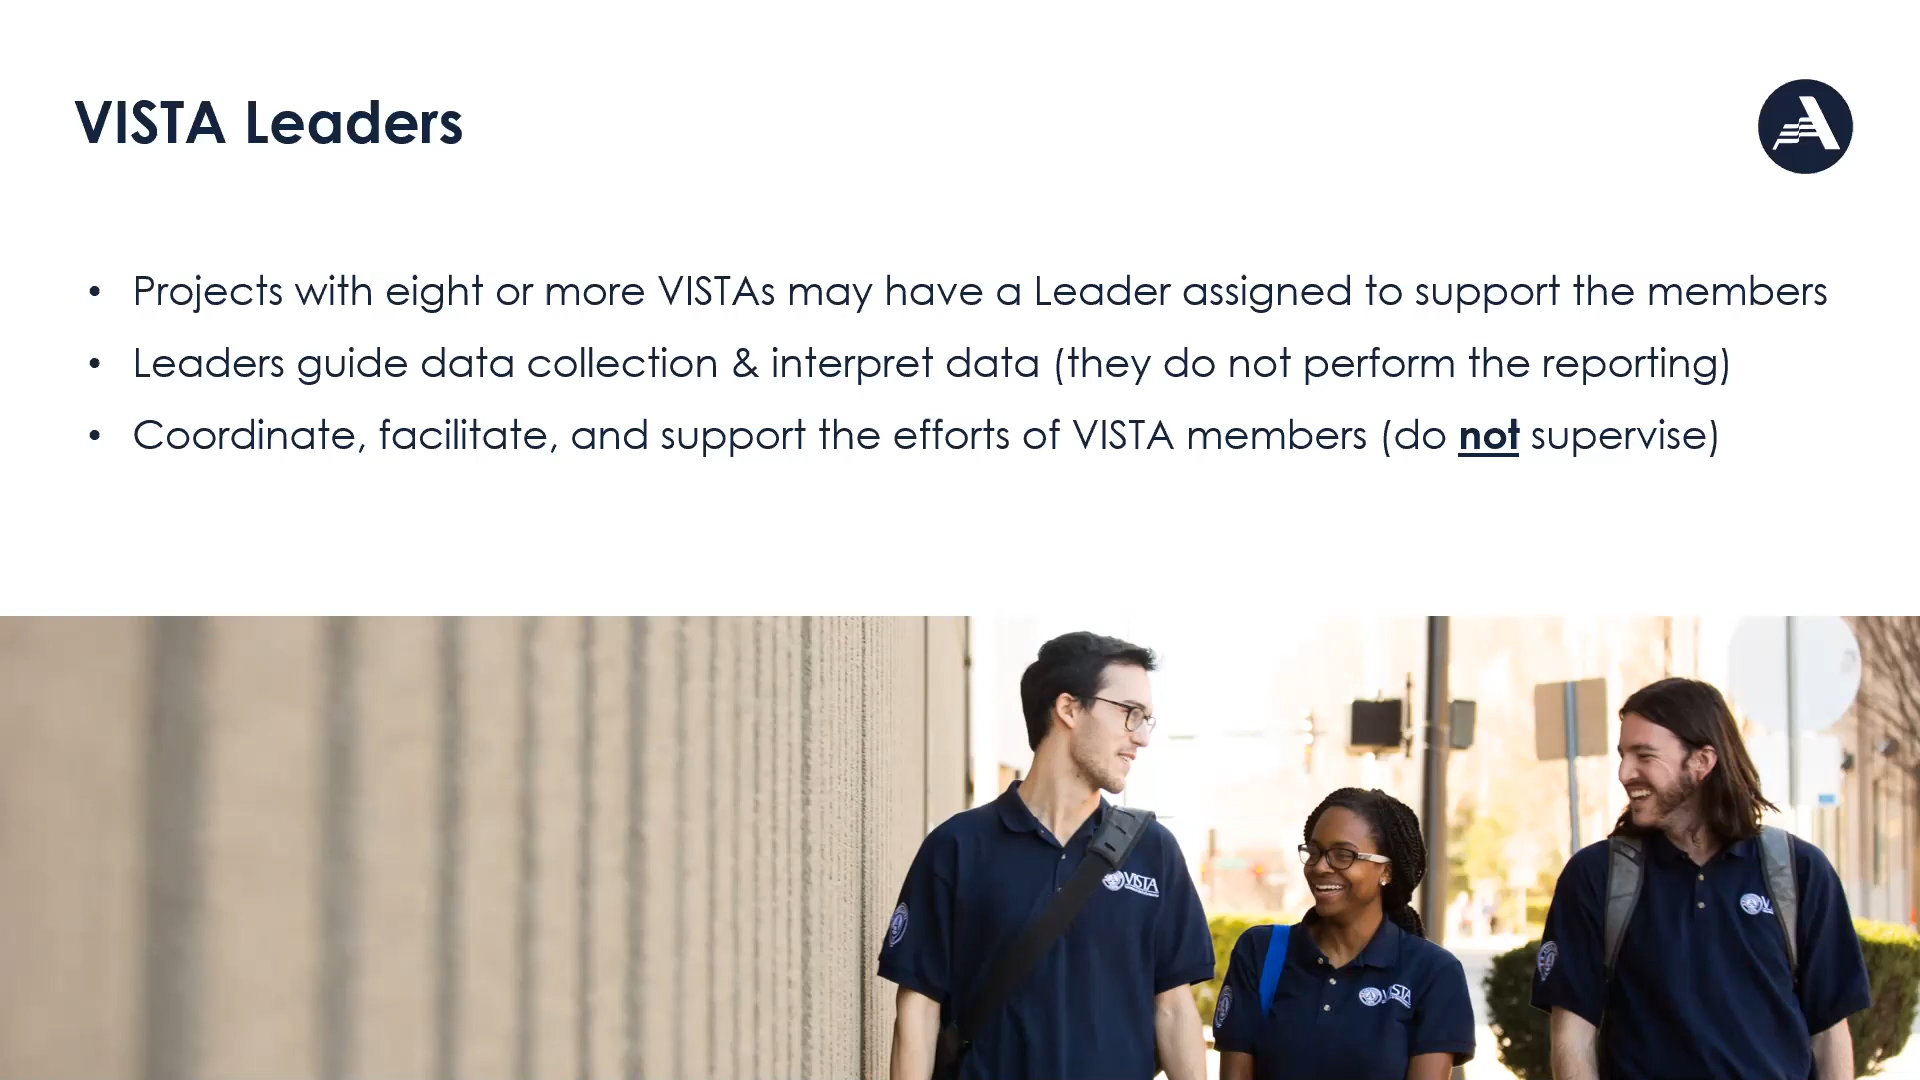 VISTA Leaders
• Projects with eight or more VISTAs may have a Leader assigned to support the members
• Leaders guide data collection & interpret data (they do not perform the reporting)
• Coordinate, facilitate, and support the efforts of VISTA members (do not supervise)
VISTA
VISTA